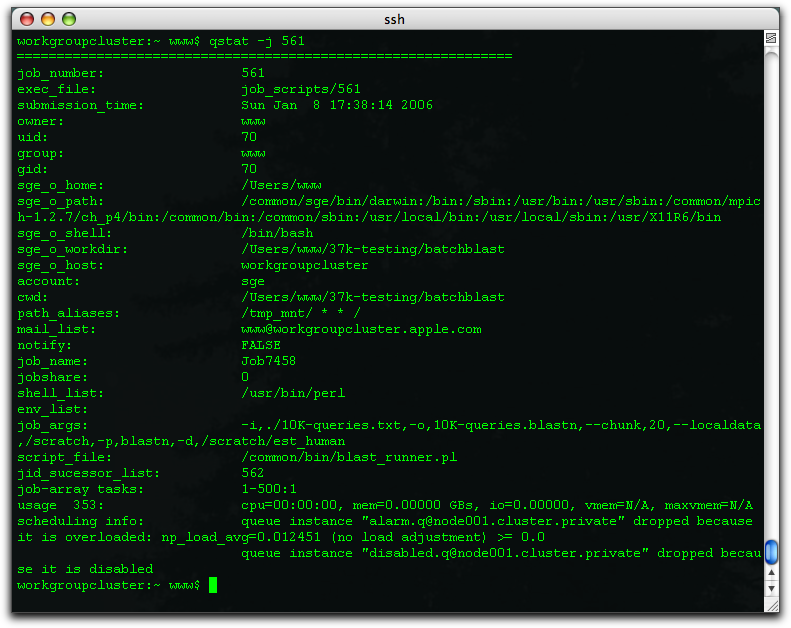 ssh
workgroupcluster:~ www$ qstat -j 561
==============================================================
job_number:                 561
exec_file:                  job_scripts/561
submission_time:            Sun Jan  8 17:38:14 2006
owner:                      www
uid:                        70
group:                      www
gid:                        70
sge_o_home:                 /Users/www
sge_o_path:                 /common/sge/bin/darwin:/bin:/sbin:/usr/bin:/usr/sbin:/common/mpic
h-1.2.7/ch_p4/bin:/common/bin:/common/sbin:/usr/local/bin:/usr/local/sbin:/usr/X11R6/bin
sge_o_shell:                /bin/bash
sge_o_workdir:              /Users/www/37k-testing/batchblast
sge_o_host:                 workgroupcluster
account:                    sge
cwd:                        /Users/www/37k-testing/batchblast
path_aliases:               /tmp_mnt/ * * /
mail_list:                  www@workgroupcluster.apple.com
notify:                     FALSE
job_name:                   Job7458
jobshare:                   0
shell_list:                 /usr/bin/perl
env_list:
job_args:                   -i,./10K-queries.txt,-o,10K-queries.blastn,--chunk,20,--localdata
,/scratch,-p,blastn,-d,/scratch/est_human
script_file:                /common/bin/blast_runner.pl
jid_sucessor_list:          562
job-array tasks:            1-500:1
usage  353:                 cpu=00:00:00, mem=0.00000 GBs, io=0.00000, vmem=N/A, maxvmem=N/A
scheduling info:            queue instance "alarm.q@node001.cluster.private" dropped because
it is overloaded: np_load_avg=0.012451 (no load adjustment) >= 0.0
                            queue instance "disabled.q@node001.cluster.private" dropped becau
se it is disabled
workgroupcluster:~ www$